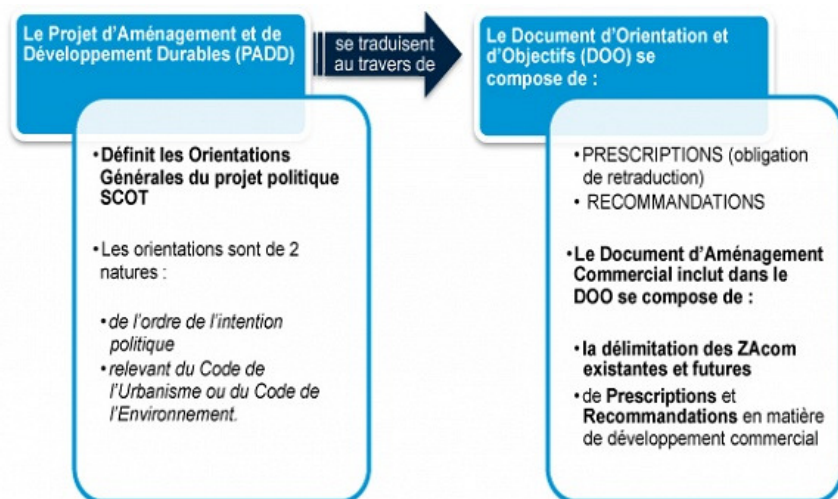 Le Projet d'Aménagement et de
Développement Durables (PADD)
se traduisent
au travers de
Le Document d'Orientation et
d'Objectifs (DOO) se
compose de :
•Définit les Orientations
Générales du projet politique
SCOT
•Les orientations sont de 2
natures :
•de l'ordre de l'intention
politique
•relevant du Code de
l'Urbanisme ou du Code de
l'Environnement.
•PRESCRIPTIONS (obligation
de retraduction)
• RECOMMANDATIONS
•Le Document d'Aménagement
Commercial inclut dans le
DOO se compose de :
•la délimitation des ZAcom
existantes et futures
•de Prescriptions et
Recommandations en matière
de développement commercial